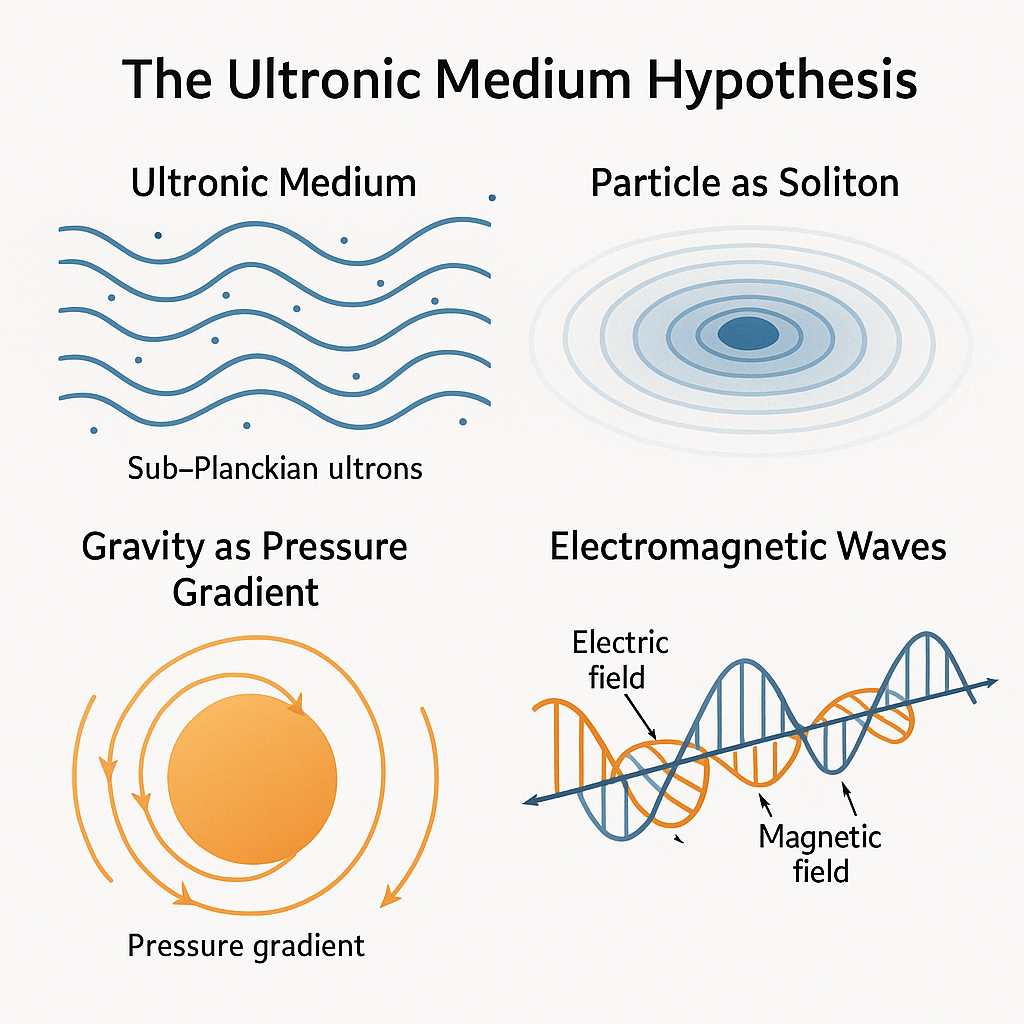 The Ultronic Medium Hypothesis
Ultronic Medium
Sub–Planckian ultrons
Particle as Soliton
Gravity as Pressure
Gradient
Pressure gradient
Electromagnetic Waves
Electric
field
Magnetic
field